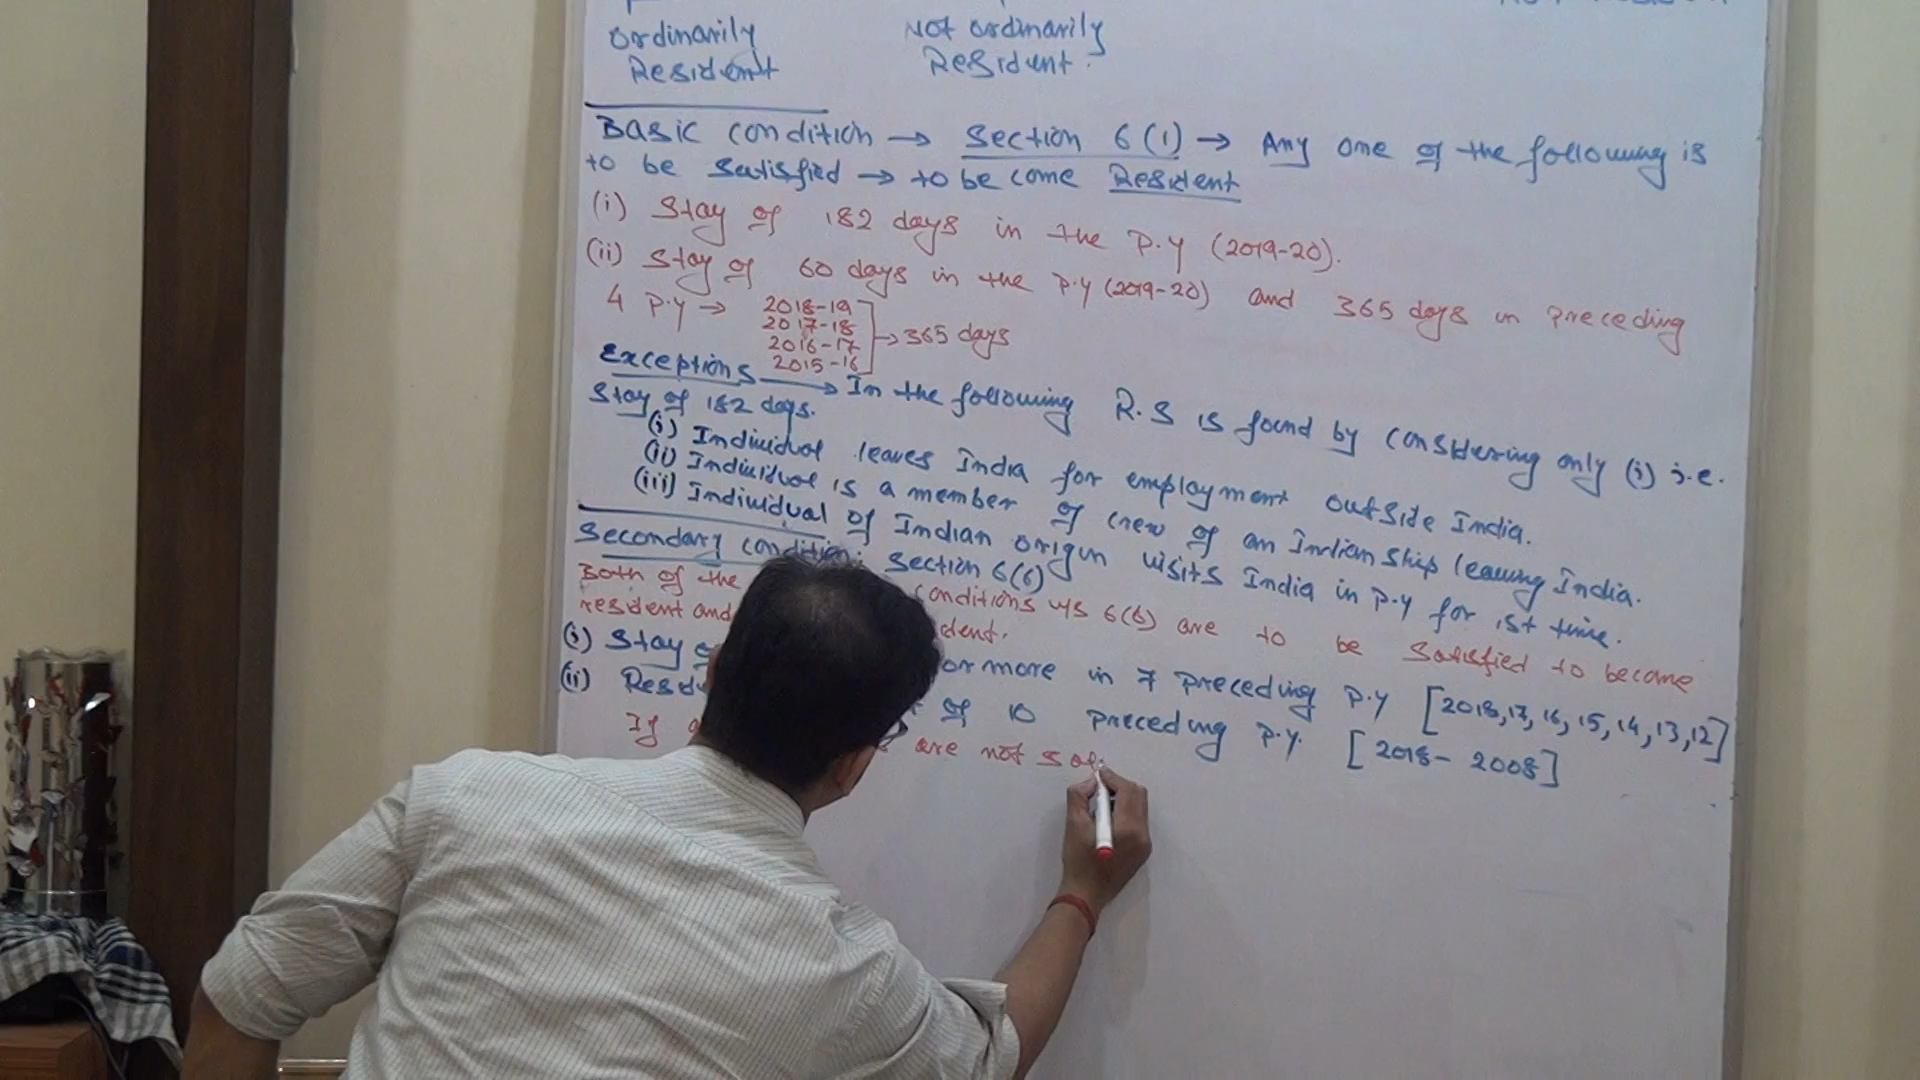 Ordinarily Not ordinarily
Resident Resident.
Basic condition → Section 6(1) → Any one of the following is
to be satisfied → to become Resident
(i) Stay of 182 days in the P.Y (2019-20).
(ii) Stay of 60 days in the P.Y (2019-20) and 365 days in preceding
4 P.Y → 2018-19
2017-18
2016-17 → 365 days
2015-16
Exceptions → In the following R.S is found by considering only (i) i.e.
Stay of 182 days.
(i) Individual leaves India for employment outside India.
(ii) Individual is a member of crew of an Indian ship leaving India.
(iii) Individual of Indian origin visits India in P.Y for 1st time.
Secondary condition: Section 6(6)
Both of the conditions u/s 6(6) are to be satisfied to become
resident and
(i) Stay of or more in 7 preceding P.Y [2018,17,16,15,14,13,12]
(ii) of 10 preceding P.Y. [2018- 2008]
If are not